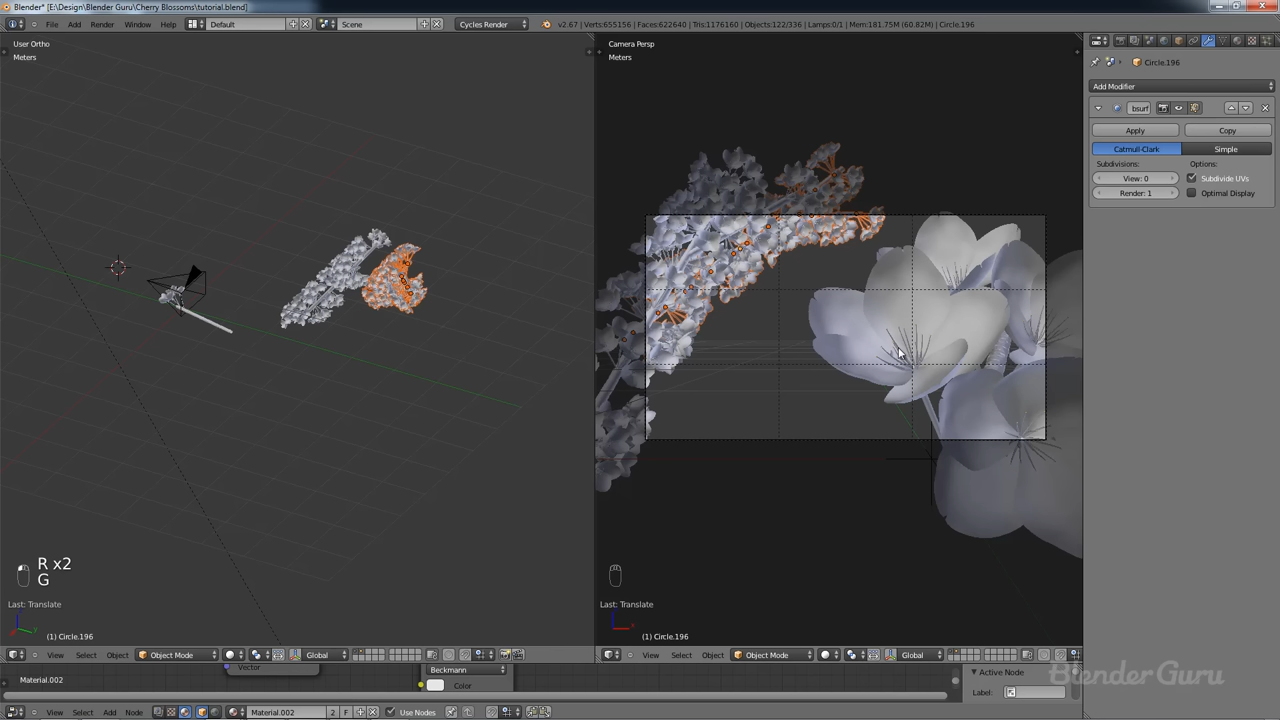 Blender* [E:\Design\Blender Guru\Cherry Blossoms\tutorial.blend]
File Add Render Window Help Default Scene Cycles Render v2.67 | Verts:655156 | Faces:622640 | Tris:1176160 | Objects:122/336 | Lamps:0/1 | Mem:181.75M (60.82M) | Circle.196
User Ortho
Meters
Camera Persp
Meters
Circle.196
Add Modifier
bsurf
Apply Copy
Catmull-Clark Simple
Subdivisions: Options:
View: 0 Subdivide UVs
Render: 1 Optimal Display
R x2
G
Last: Translate
(1) Circle.196
Last: Translate
(1) Circle.196
View Select Object Object Mode Global
View Select Object Object Mode Global
Vector
Beckmann
Color
Material.002
Active Node
Label:
BlenderGuru
View Select Add Node Material.002 2 F Use Nodes